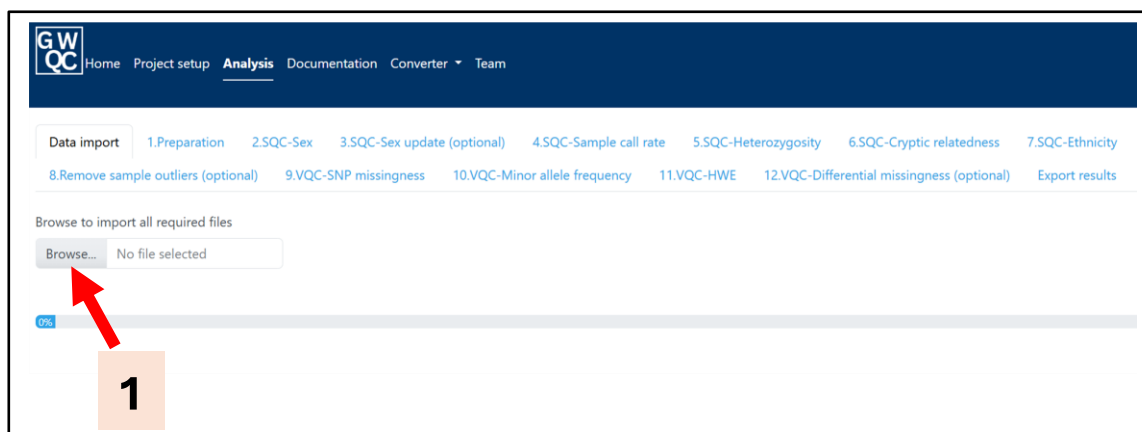 GW
QC
Home Project setup Analysis Documentation Converter Team
Data import 1.Preparation 2.SQC-Sex 3.SQC-Sex update (optional) 4.SQC-Sample call rate 5.SQC-Heterozygosity 6.SQC-Cryptic relatedness 7.SQC-Ethnicity
8.Remove sample outliers (optional) 9.VQC-SNP missingness 10.VQC-Minor allele frequency 11.VQC-HWE 12.VQC-Differential missingness (optional) Export results
Browse to import all required files
Browse... No file selected
0%
1